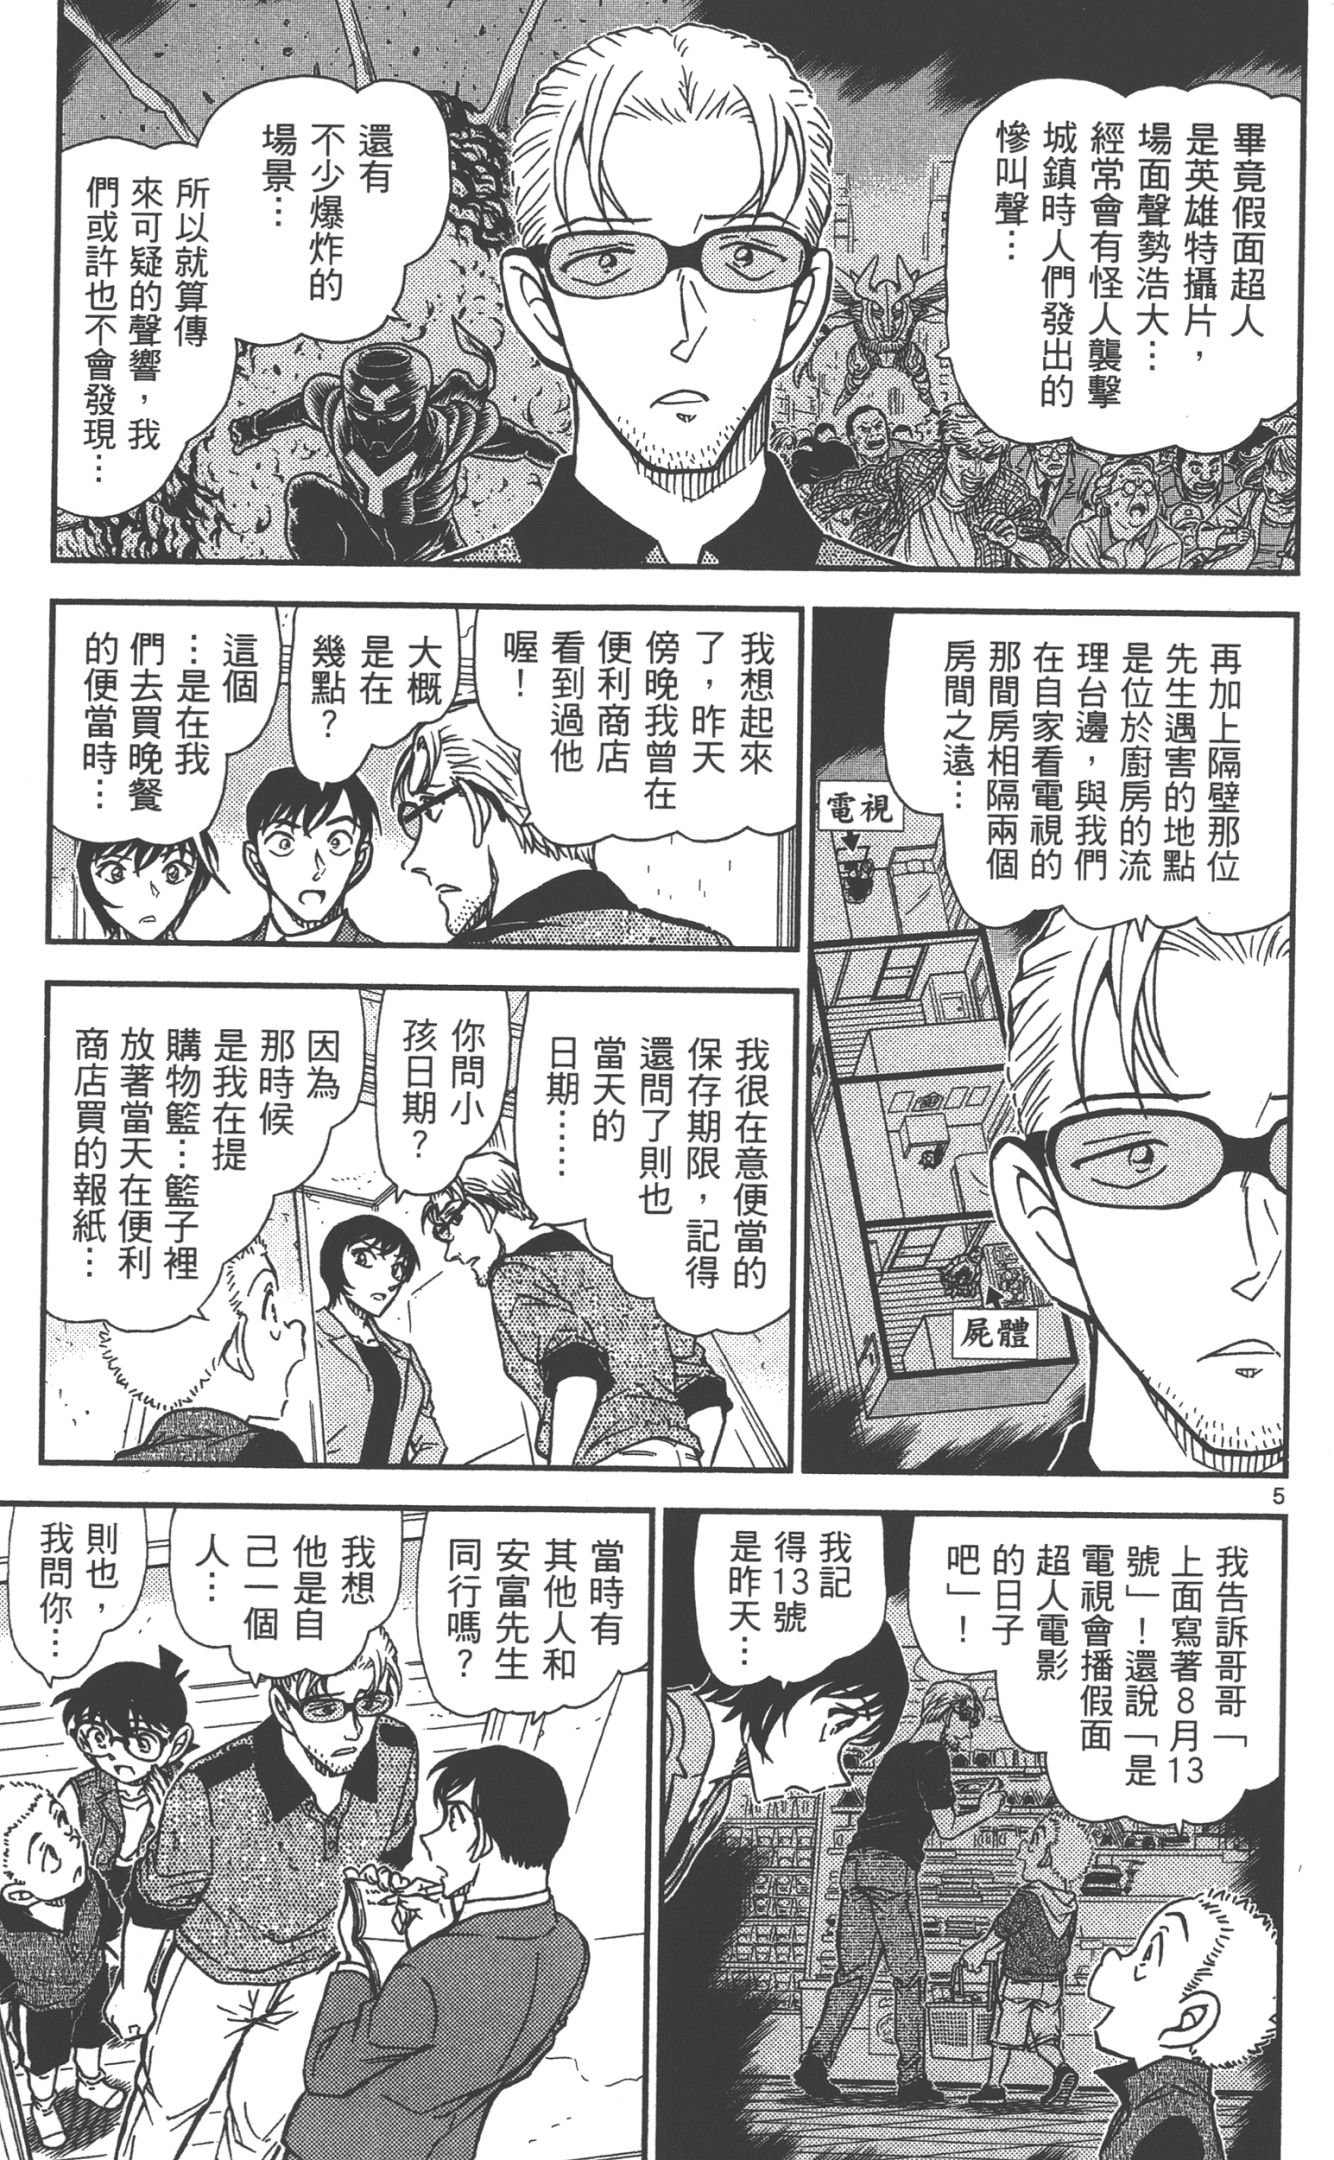 畢竟假面超人
是英雄特攝片，
場面聲勢浩大…
經常會有怪人襲擊
城鎮時人們發出的
慘叫聲…
還有
不少爆炸的
場景…
所以就算傳
來可疑的聲響，我
們或許也不會發現…
再加上隔壁那位
先生遇害的地點
是位於廚房的流
理台邊，與我們
在自家看電視的
那間房相隔兩個
房間之遠…
電視
屍體
我想起來
了，昨天
傍晚我曾在
便利商店
看到過他
喔！
大概
是在
幾點？
這個
…是在我
們去買晚餐
的便當時…
我很在意便當的
保存期限，記得
還問了則也
當天的
日期……
你問小
孩日期？
因為
那時候
是我在提
購物籃…籃子裡
放著當天在便利
商店買的報紙…
5
我告訴哥哥「
上面寫著8月13
號」！還說「是
電視會播假面
超人電影
的日子
吧」！
我記
得13號
是昨天…
當時有
其他人和
安富先生
同行嗎？
我想
他是自
己一個
人…
則也，
我問你…